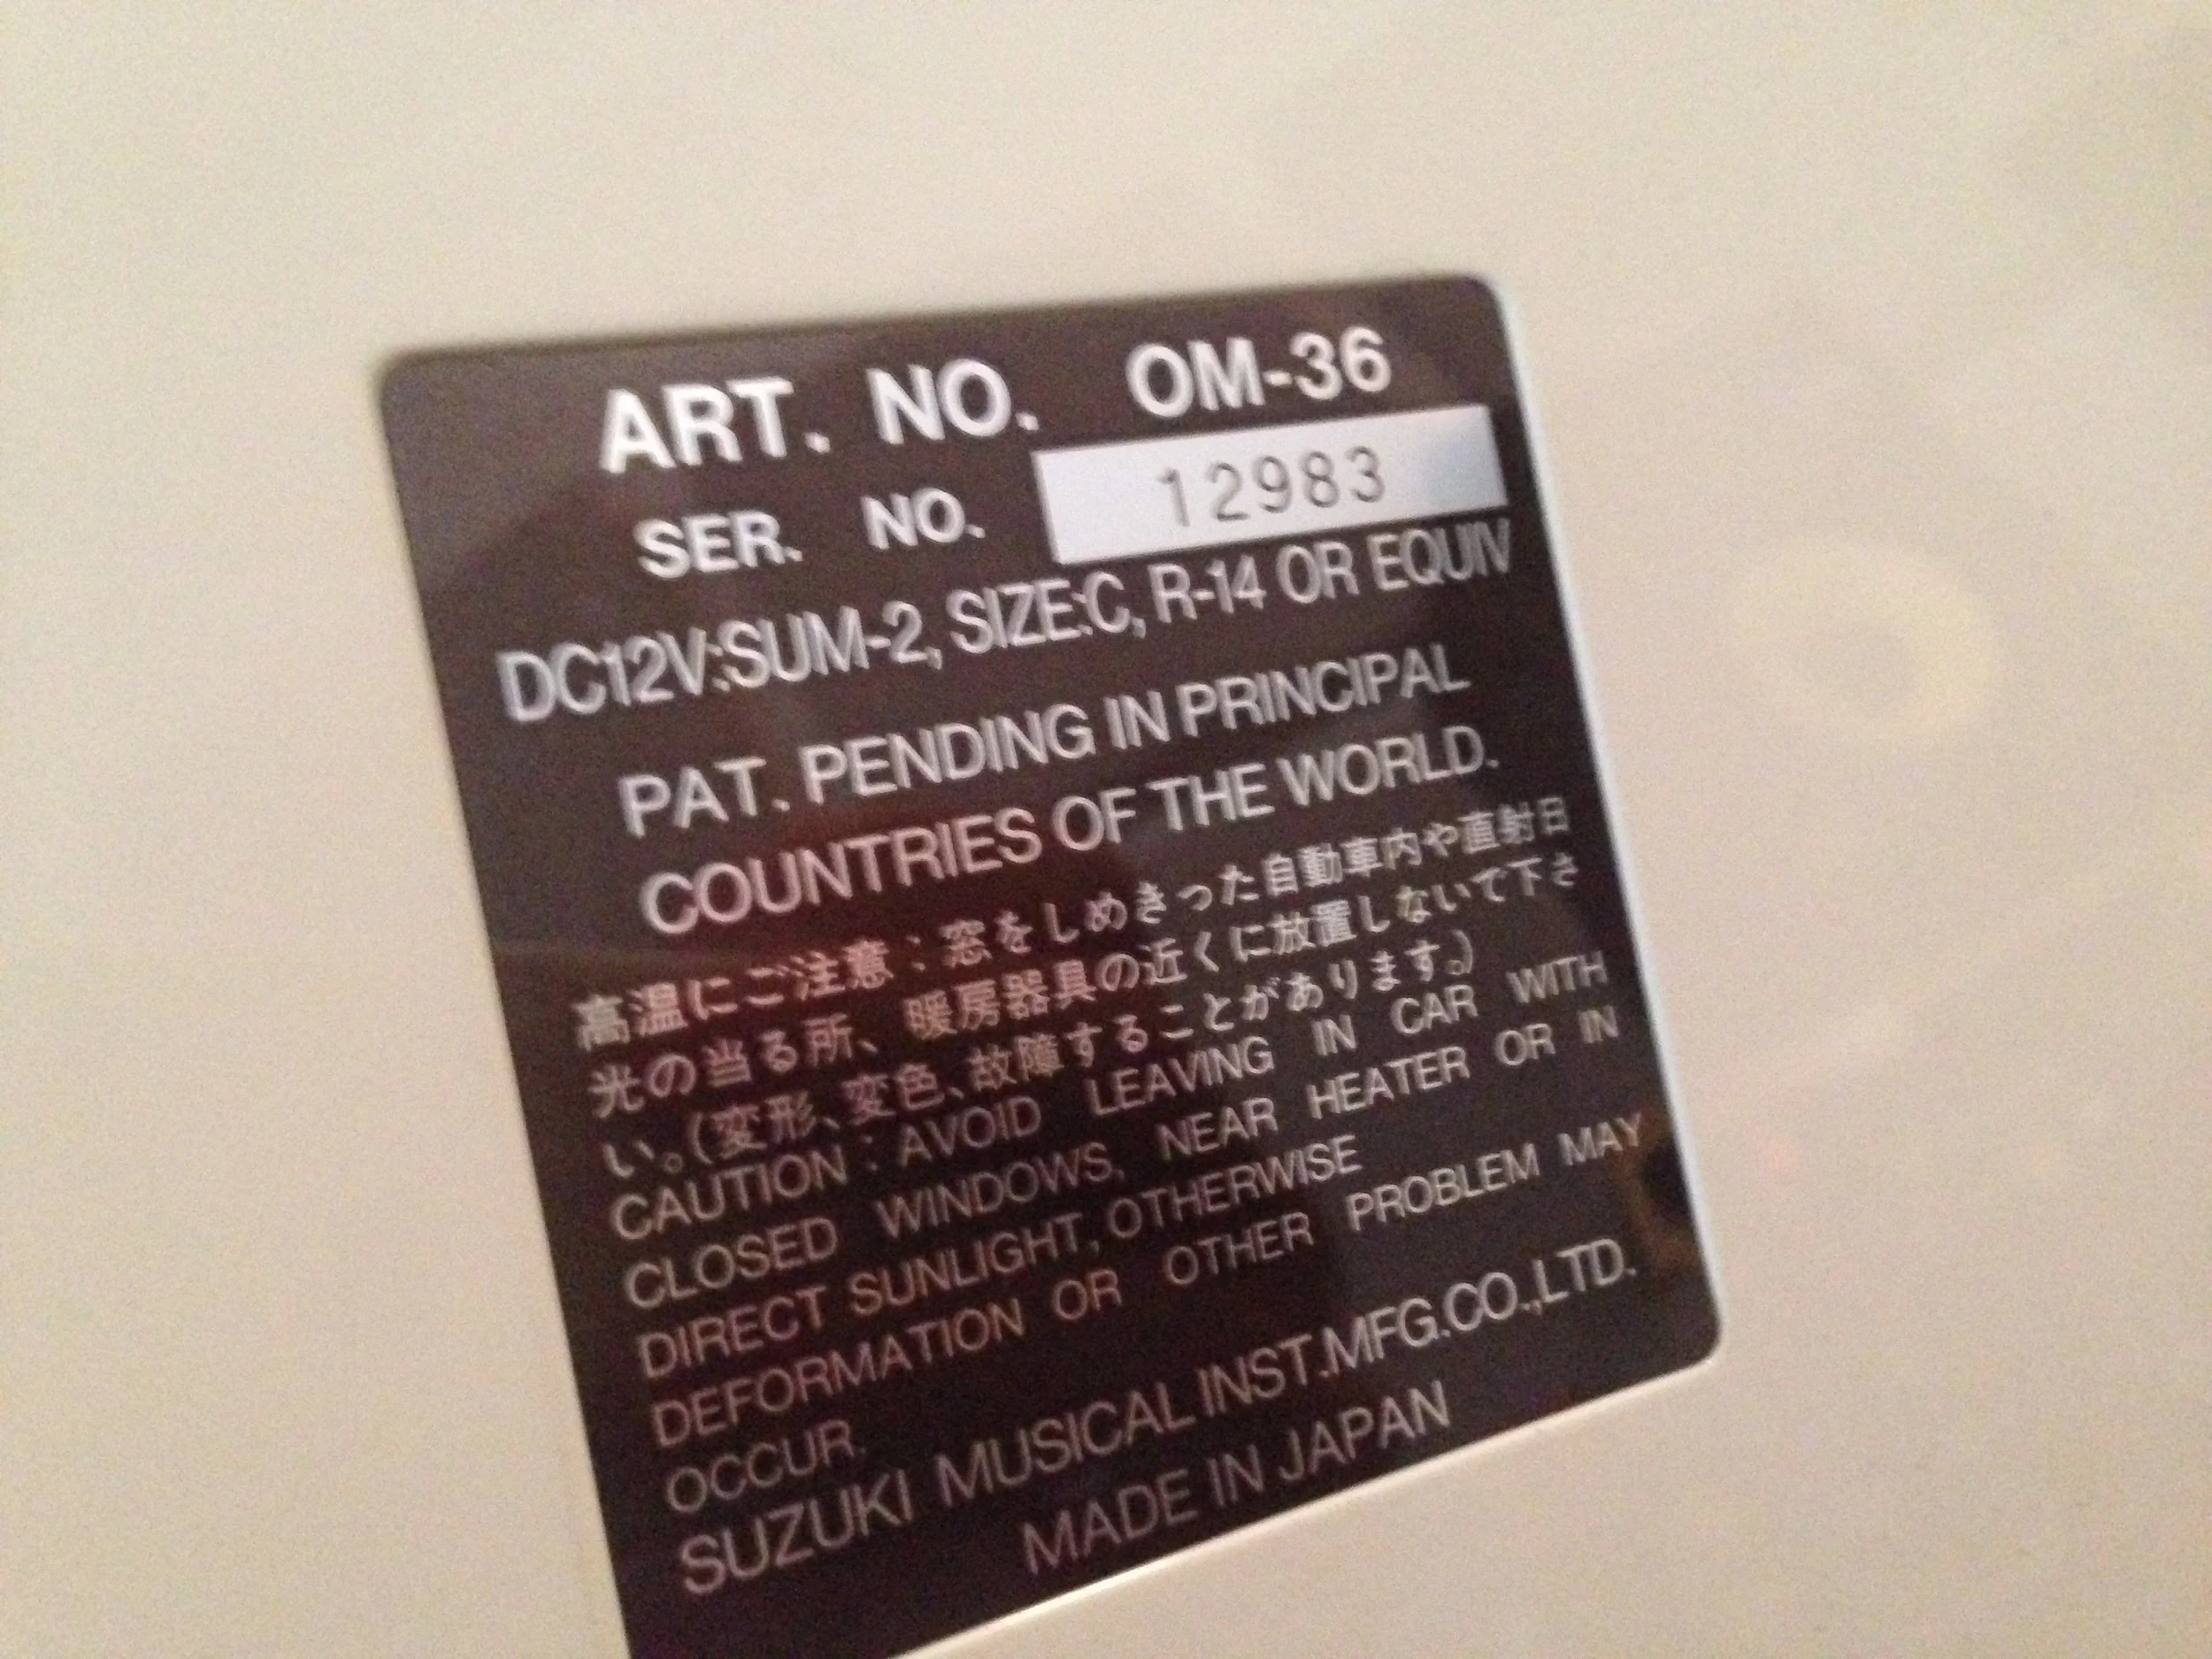 ART. NO. OM-36
SER. NO. 12983
DC12V:SUM-2, SIZE:C, R-14 OR EQUIV
PAT. PENDING IN PRINCIPAL
COUNTRIES OF THE WORLD.
高温にご注意：窓をしめきった自動車内や直射日
光の当る所、暖房器具の近くに放置しないで下さ
い。(変形、変色、故障することがあります。)
CAUTION : AVOID LEAVING IN CAR WITH
CLOSED WINDOWS, NEAR HEATER OR IN
DIRECT SUNLIGHT, OTHERWISE
DEFORMATION OR OTHER PROBLEM MAY
OCCUR.
SUZUKI MUSICAL INST.MFG.CO.,LTD.
MADE IN JAPAN